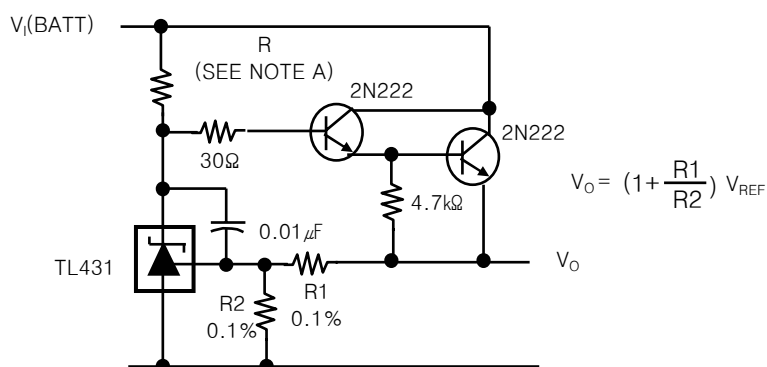 V_I(BATT)
R
(SEE NOTE A)
2N222
2N222
30Ω
4.7kΩ
V_O = (1 + R1/R2) V_REF
0.01㎌
TL431
V_O
R2
0.1%
R1
0.1%